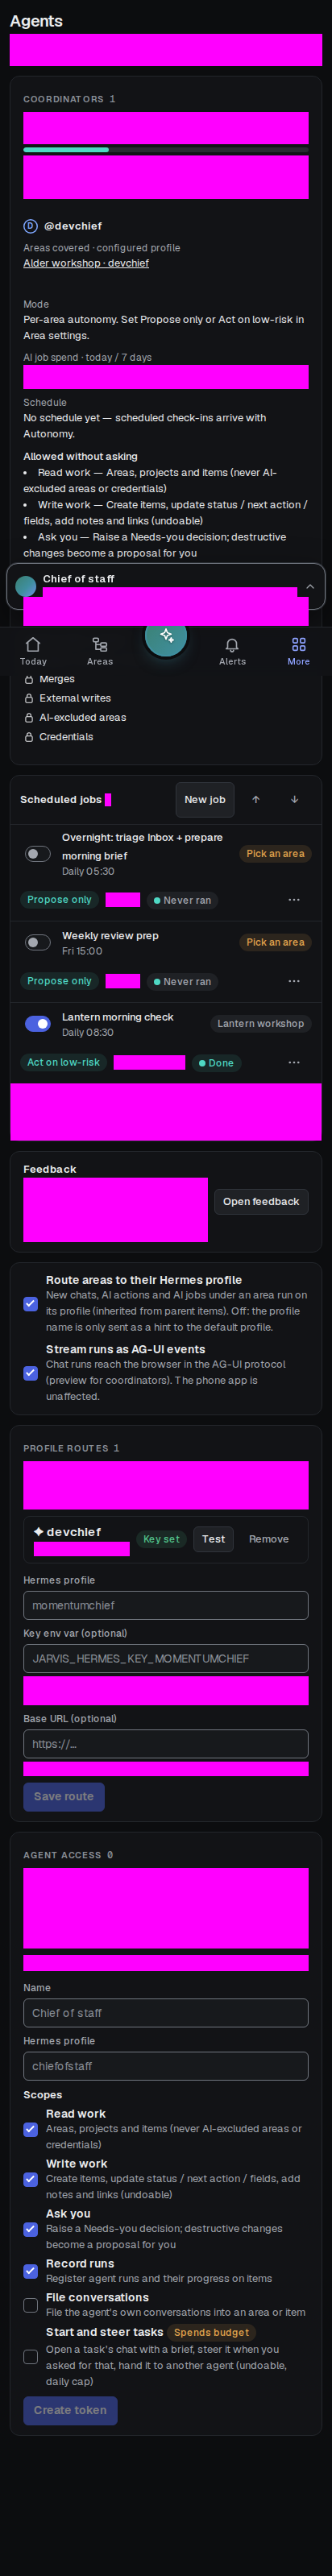 Agents
COORDINATORS 1
D @devchief
Areas covered · configured profile
Alder workshop · devchief
Mode
Per-area autonomy. Set Propose only or Act on low-risk in
Area settings.
AI job spend · today / 7 days
Schedule
No schedule yet — scheduled check-ins arrive with
Autonomy.
Allowed without asking
• Read work — Areas, projects and items (never AI-
excluded areas or credentials)
• Write work — Create items, update status / next action /
fields, add notes and links (undoable)
• Ask you — Raise a Needs-you decision; destructive
changes become a proposal for you
Chief of staff
Today
Areas
Alerts
More
Merges
External writes
AI-excluded areas
Credentials
Scheduled jobs
New job
↑
↓
Overnight: triage Inbox + prepare
morning brief
Daily 05:30
Pick an area
Propose only
Never ran
...
Weekly review prep
Fri 15:00
Pick an area
Propose only
Never ran
...
Lantern morning check
Daily 08:30
Lantern workshop
Act on low-risk
Done
...
Feedback
Open feedback
Route areas to their Hermes profile
New chats, AI actions and AI jobs under an area run on
its profile (inherited from parent items). Off: the profile
name is only sent as a hint to the default profile.
Stream runs as AG-UI events
Chat runs reach the browser in the AG-UI protocol
(preview for coordinators). The phone app is
unaffected.
PROFILE ROUTES 1
✦ devchief
Key set
Test
Remove
Hermes profile
momentumchief
Key env var (optional)
JARVIS_HERMES_KEY_MOMENTUMCHIEF
Base URL (optional)
https://…
Save route
AGENT ACCESS 0
Name
Chief of staff
Hermes profile
chiefofstaff
Scopes
Read work
Areas, projects and items (never AI-excluded areas or
credentials)
Write work
Create items, update status / next action / fields, add
notes and links (undoable)
Ask you
Raise a Needs-you decision; destructive changes
become a proposal for you
Record runs
Register agent runs and their progress on items
File conversations
File the agent's own conversations into an area or item
Start and steer tasks Spends budget
Open a task's chat with a brief, steer it when you
asked for that, hand it to another agent (undoable,
daily cap)
Create token